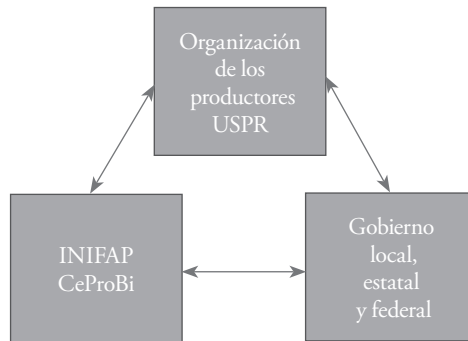 Organización
de los
productores
USPR
INIFAP
CeProBi
Gobierno
local,
estatal
y federal